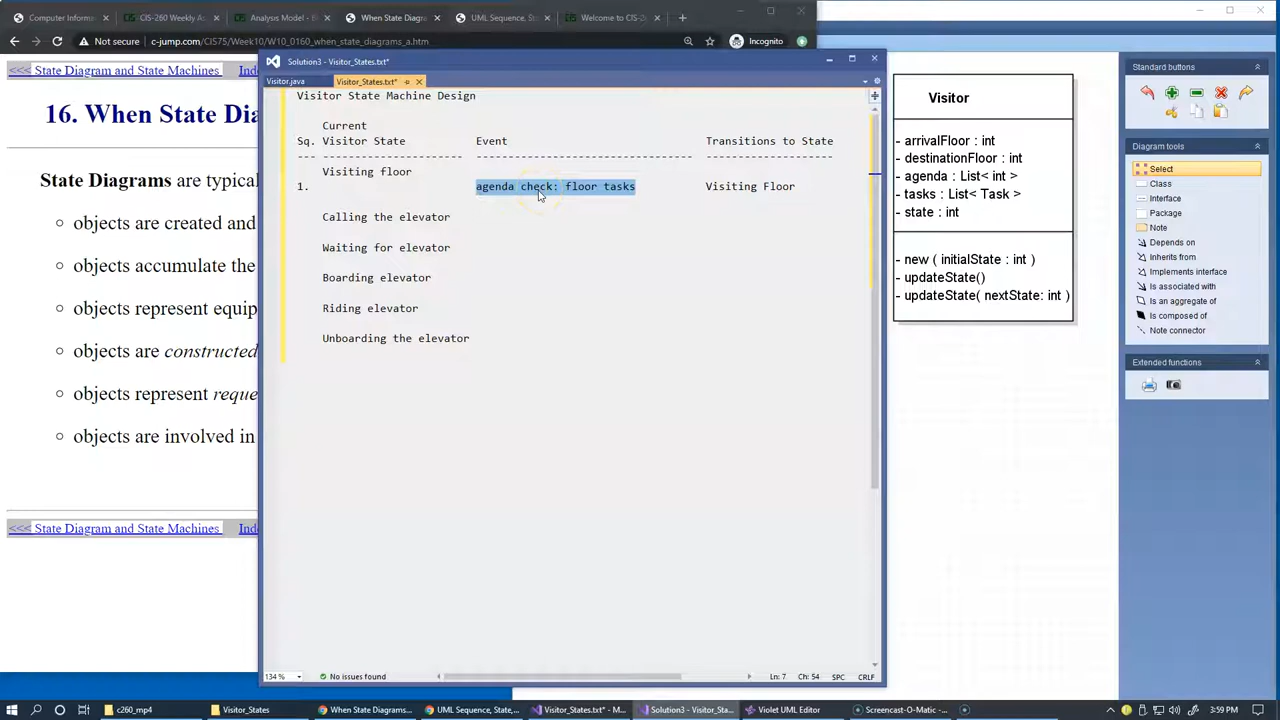 Computer Informa
CIS-260 Weekly As
Analysis Model - E
When State Diagra
UML Sequence, St
Welcome to CIS-2
Not secure
c-jump.com/CIS75/Week10/W10_0160_when_state_diagrams_a.htm
Incognito
<<< State Diagram and State Machines
Inde
16. When State Dia
State Diagrams are typical
objects are created and
objects accumulate the
objects represent equip
objects are constructed
objects represent reque
objects are involved in
<<< State Diagram and State Machines
Inde
Solution3 - Visitor_States.txt*
Visitor.java
Visitor_States.txt*
Visitor State Machine Design
Current
Sq. Visitor State Event Transitions to State
--- ------------------ ---------------------------- --------------------
Visiting floor
1. agenda check: floor tasks Visiting Floor
Calling the elevator
Waiting for elevator
Boarding elevator
Riding elevator
Unboarding the elevator
134 %
No issues found
Ln: 7
Ch: 54
SPC
CRLF
Visitor
- arrivalFloor : int
- destinationFloor : int
- agenda : List< int >
- tasks : List< Task >
- state : int
- new ( initialState : int )
- updateState()
- updateState( nextState: int )
Standard buttons
Diagram tools
Select
Class
Interface
Package
Note
Depends on
Inherits from
Implements interface
Is associated with
Is an aggregate of
Is composed of
Note connector
Extended functions
c260_mp4
Visitor_States
When State Diagrams...
UML Sequence, State,...
Visitor_States.txt* - M...
Solution3 - Visitor_Sta...
Violet UML Editor
Screencast-O-Matic - ...
3:59 PM